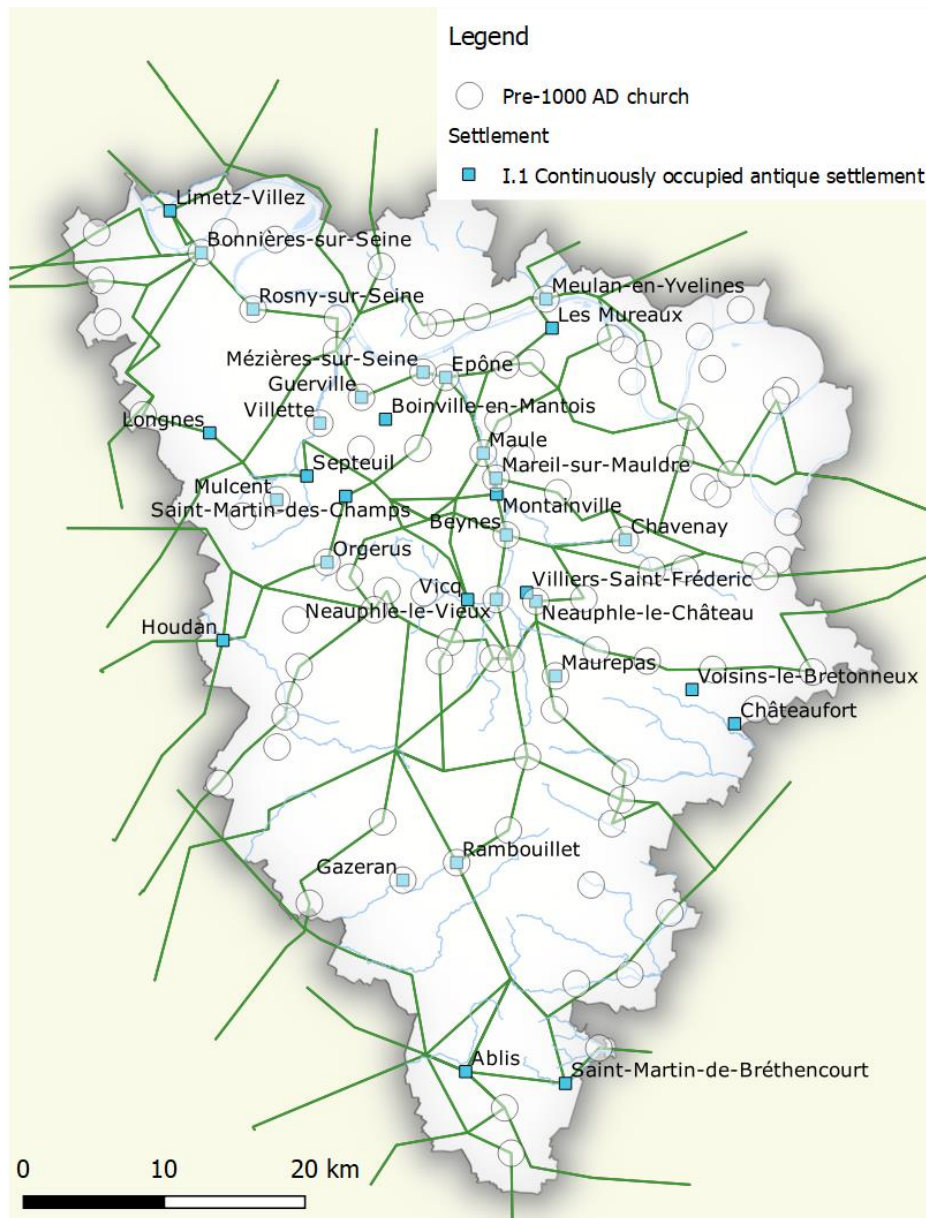 Legend
Pre-1000 AD church
Settlement
I.1 Continuously occupied antique settlement
Limetz-Villez
Bonnières-sur-Seine
Rosny-sur-Seine
Meulan-en-Yvelines
Les Mureaux
Mézières-sur-Seine
Epône
Guerville
Villette
Boinville-en-Mantois
Longnes
Maule
Septeuil
Mareil-sur-Mauldre
Mulcent
Saint-Martin-des-Champs
Montainville
Beynes
Chavenay
Orgerus
Vicq
Villiers-Saint-Fréderic
Neauphle-le-Vieux
Neauphle-le-Château
Houdan
Maurepas
Voisins-le-Bretonneux
Châteaufort
Rambouillet
Gazeran
Ablis
Saint-Martin-de-Bréthencourt
0 10 20 km